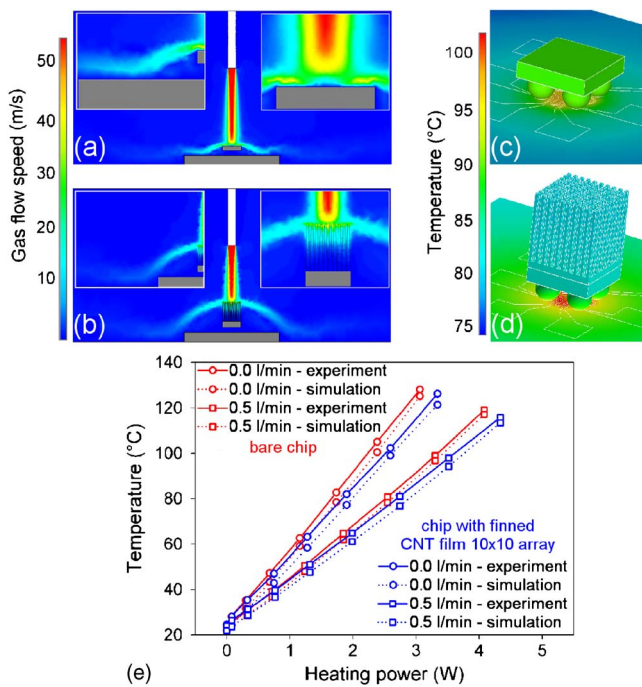 Gas flow speed (m/s)
50
40
30
20
10
(a)
(b)
Temperature (°C)
100
95
90
85
80
75
(c)
(d)
(e)
Temperature (°C)
140
120
100
80
60
40
20
0.0 l/min - experiment
0.0 l/min - simulation
0.5 l/min - experiment
0.5 l/min - simulation
bare chip
chip with finned
CNT film 10x10 array
0.0 l/min - experiment
0.0 l/min - simulation
0.5 l/min - experiment
0.5 l/min - simulation
0 1 2 3 4 5
Heating power (W)